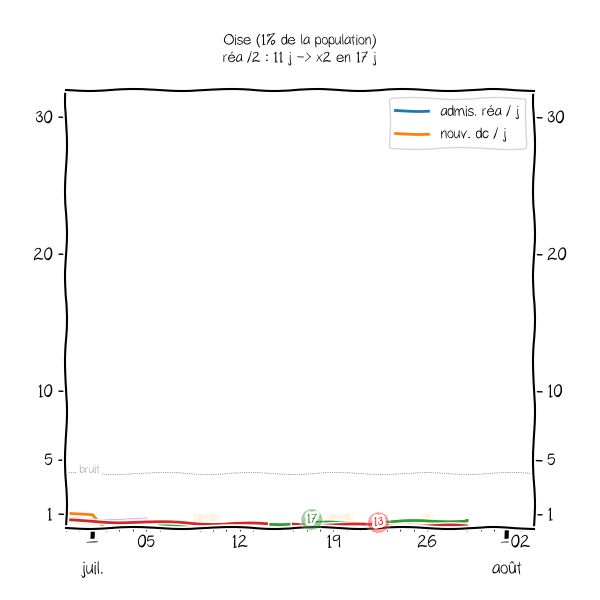 Oise (1% de la population)
réa /2 : 11 j -> x2 en 17 j
admis. réa / j
nouv. dc / j
30 30
20 20
10 10
5 5
bruit
1 1
17 13
05 12 19 26 02
juil. août